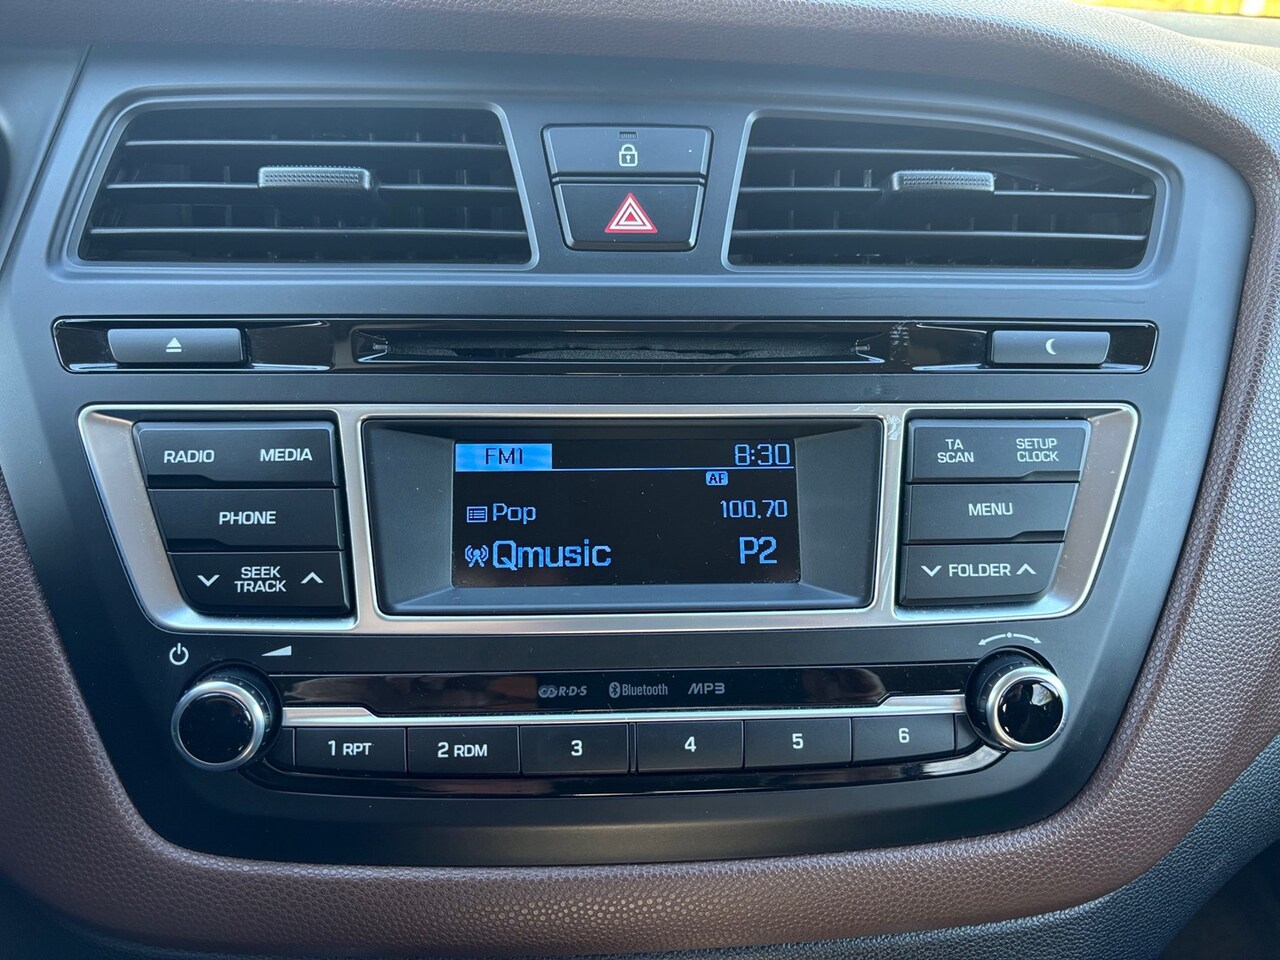 RADIO MEDIA
PHONE
SEEK
TRACK
FM1 8:30
AF
Pop 100.70
Qmusic P2
TA
SCAN
SETUP
CLOCK
MENU
FOLDER
R·D·S Bluetooth MP3
1 RPT 2 RDM 3 4 5 6